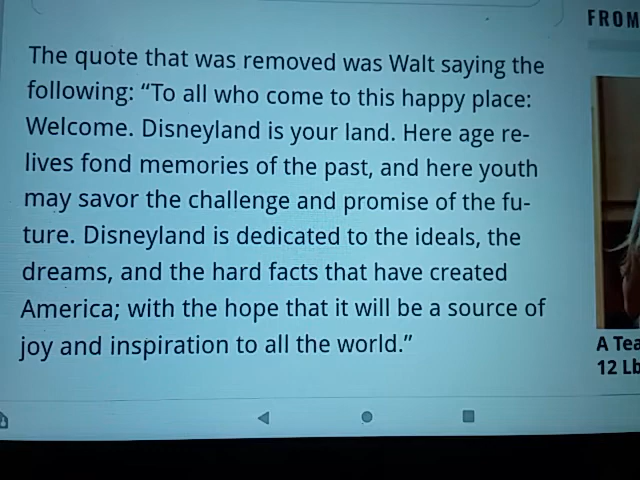 FROM
The quote that was removed was Walt saying the
following: “To all who come to this happy place:
Welcome. Disneyland is your land. Here age re-
lives fond memories of the past, and here youth
may savor the challenge and promise of the fu-
ture. Disneyland is dedicated to the ideals, the
dreams, and the hard facts that have created
America; with the hope that it will be a source of
joy and inspiration to all the world.”
A Tea
12 Lb